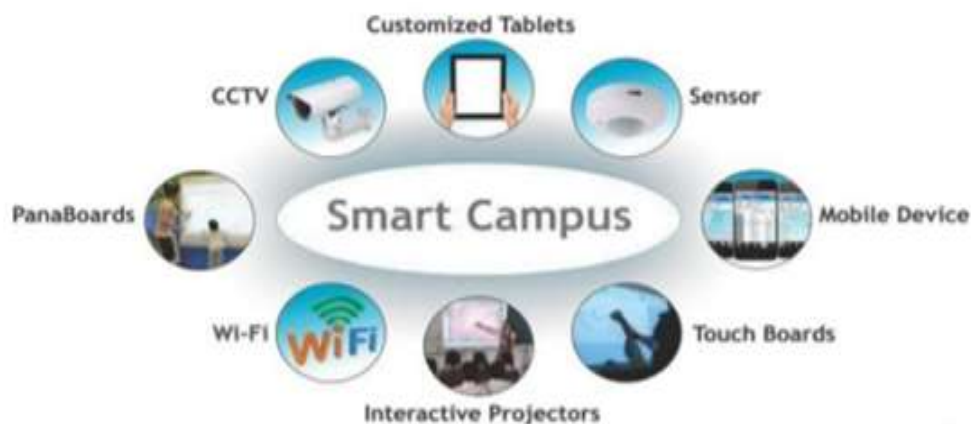 Customized Tablets
CCTV
Sensor
PanaBoards
Smart Campus
Mobile Device
Wi-Fi
WiFi
Touch Boards
Interactive Projectors